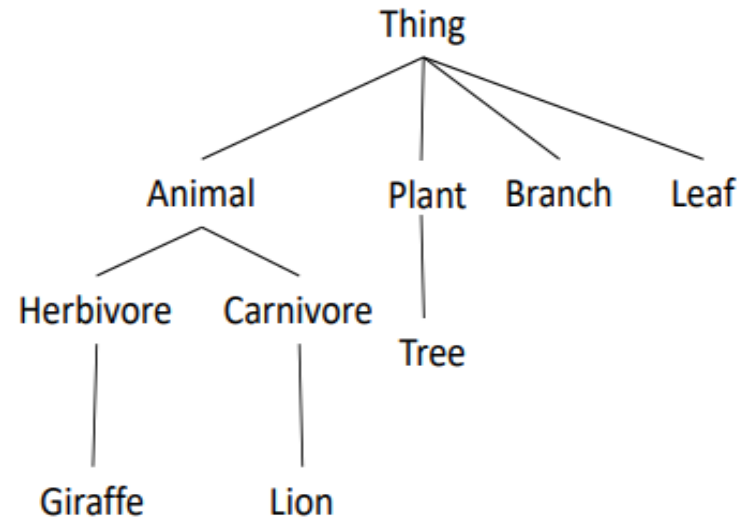 Thing
Animal Plant Branch Leaf
Herbivore Carnivore
Tree
Giraffe Lion